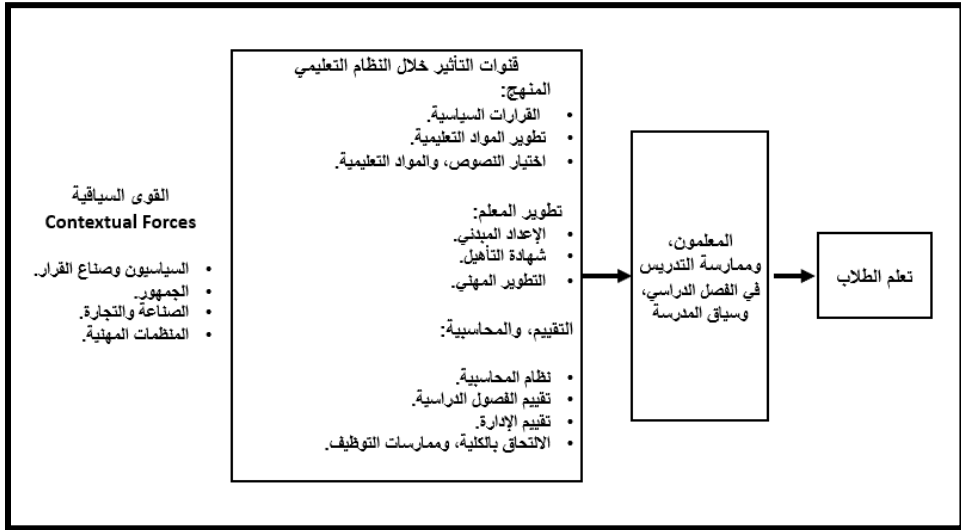 القوى السياقية
Contextual Forces
• السياسيون وصناع القرار.
• الجمهور.
• الصناعة والتجارة.
• المنظمات المهنية.
قنوات التأثير خلال النظام التعليمي
المنهج:
• القرارات السياسية.
• تطوير المواد التعليمية.
• اختيار النصوص، والمواد التعليمية.
تطوير المعلم:
• الإعداد المبدئي.
• شهادة التأهيل.
• التطوير المهني.
التقييم، والمحاسبية:
• نظام المحاسبية.
• تقييم الفصول الدراسية.
• تقييم الإدارة.
• الالتحاق بالكلية، وممارسات التوظيف.
المعلمون،
وممارسة التدريس
في الفصل الدراسي،
وسياق المدرسة
تعلم الطلاب